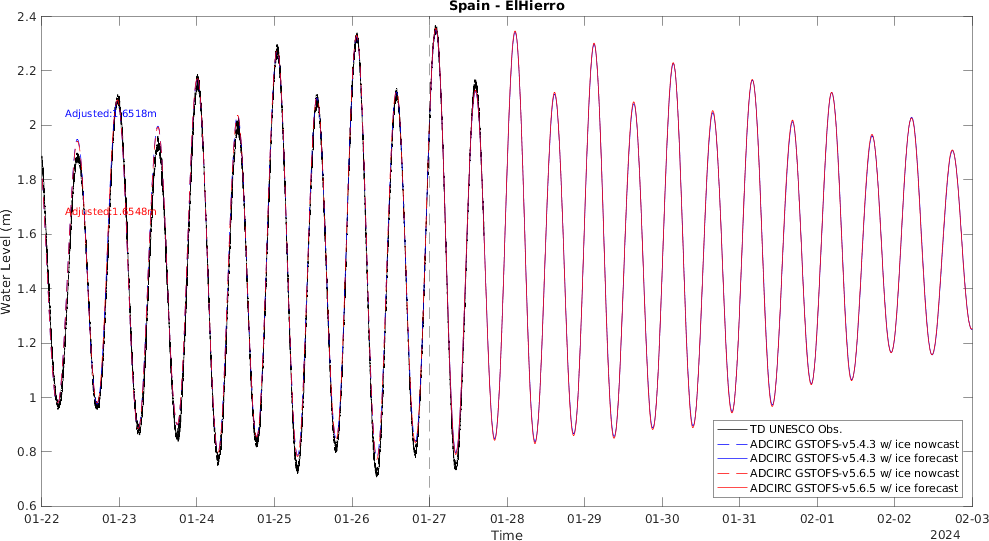 Spain - ElHierro
2.4
2.2
2
1.8
1.6
1.4
1.2
1
0.8
0.6
Water Level (m)
Adjusted:1.6518m
Adjusted:1.6548m
TD UNESCO Obs.
ADCIRC GSTOFS-v5.4.3 w/ ice nowcast
ADCIRC GSTOFS-v5.4.3 w/ ice forecast
ADCIRC GSTOFS-v5.6.5 w/ ice nowcast
ADCIRC GSTOFS-v5.6.5 w/ ice forecast
01-22 01-23 01-24 01-25 01-26 01-27 01-28 01-29 01-30 01-31 02-01 02-02 02-03
Time
2024